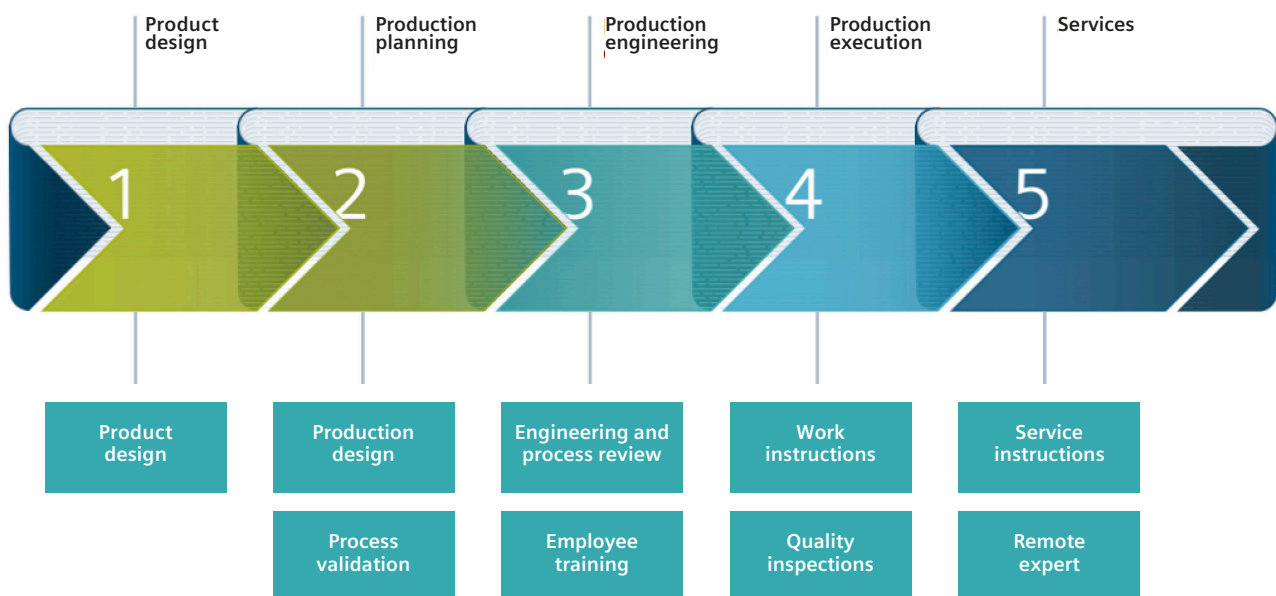 Product
design
Production
planning
Production
engineering
Production
execution
Services
1
2
3
4
5
Product
design
Production
design
Engineering and
process review
Work
instructions
Service
instructions
Process
validation
Employee
training
Quality
inspections
Remote
expert